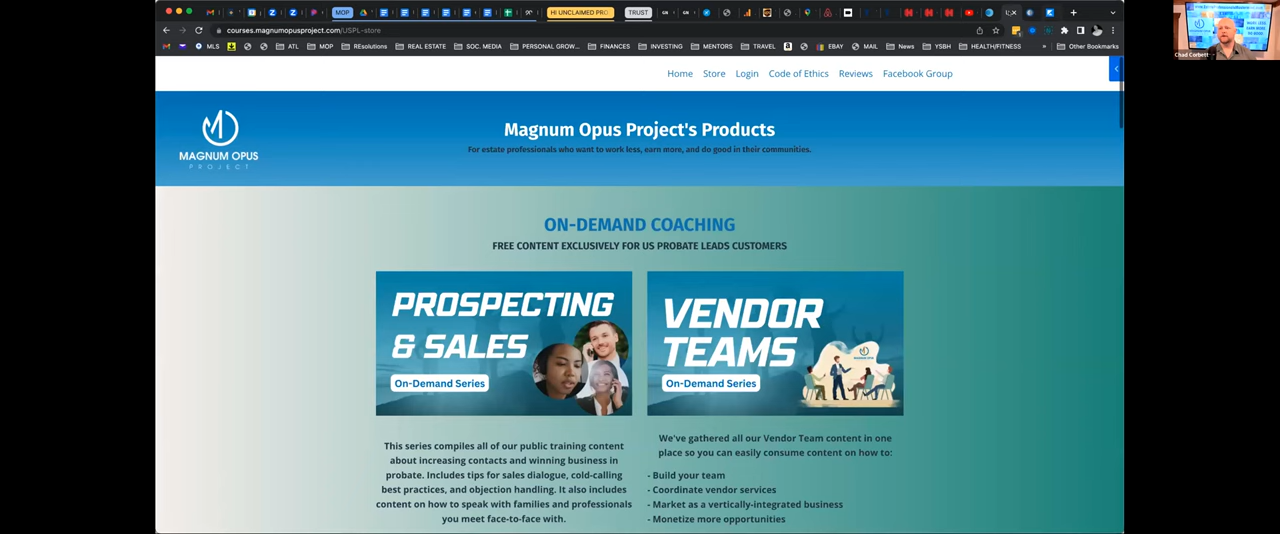 MOP
HI UNCLAIMED PRO
TRUST
courses.magnumopusproject.com/USPL-store
MLS
ATL
MOP
REsolutions
REAL ESTATE
SOC. MEDIA
PERSONAL GROW...
FINANCES
INVESTING
MENTORS
TRAVEL
EBAY
MAIL
News
YSBH
HEALTH/FITNESS
»
Other Bookmarks
Chad Corbett
Home Store Login Code of Ethics Reviews Facebook Group
MAGNUM OPUS
PROJECT
Magnum Opus Project's Products
For estate professionals who want to work less, earn more, and do good in their communities.
ON-DEMAND COACHING
FREE CONTENT EXCLUSIVELY FOR US PROBATE LEADS CUSTOMERS
PROSPECTING
& SALES
On-Demand Series
VENDOR
TEAMS
On-Demand Series
This series compiles all of our public training content
about increasing contacts and winning business in
probate. Includes tips for sales dialogue, cold-calling
best practices, and objection handling. It also includes
content on how to speak with families and professionals
you meet face-to-face with.
We've gathered all our Vendor Team content in one
place so you can easily consume content on how to:
- Build your team
- Coordinate vendor services
- Market as a vertically-integrated business
- Monetize more opportunities